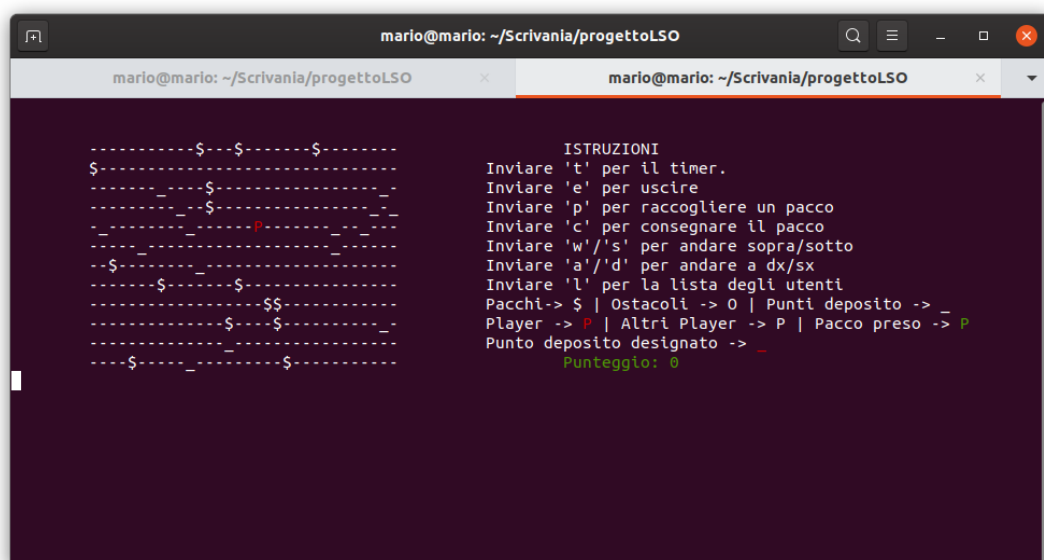 mario@mario: ~/Scrivania/progettoLSO
mario@mario: ~/Scrivania/progettoLSO
mario@mario: ~/Scrivania/progettoLSO
-----------$---$-------$--------
$-------------------------------
-------_----$-----------------_-
---------_--$----------------_-_
-_--------_------P-------_--_---
-----_-------------------_------
--$--------_--------------------
-------$-------$----------------
------------------$$------------
--------------$----$----------_-
--------------_-----------------
----$-----_---------$-----------
ISTRUZIONI
Inviare 't' per il timer.
Inviare 'e' per uscire
Inviare 'p' per raccogliere un pacco
Inviare 'c' per consegnare il pacco
Inviare 'w'/'s' per andare sopra/sotto
Inviare 'a'/'d' per andare a dx/sx
Inviare 'l' per la lista degli utenti
Pacchi-> $ | Ostacoli -> O | Punti deposito -> _
Player -> P | Altri Player -> P | Pacco preso -> P
Punto deposito designato -> _
Punteggio: 0